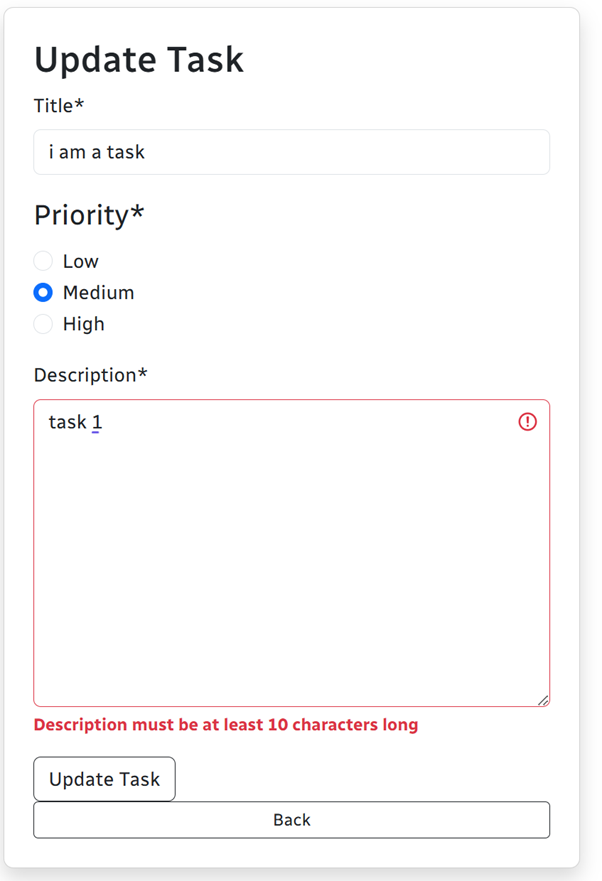 Update Task
Title*
i am a task
Priority*
Low
Medium
High
Description*
task 1
Description must be at least 10 characters long
Update Task
Back